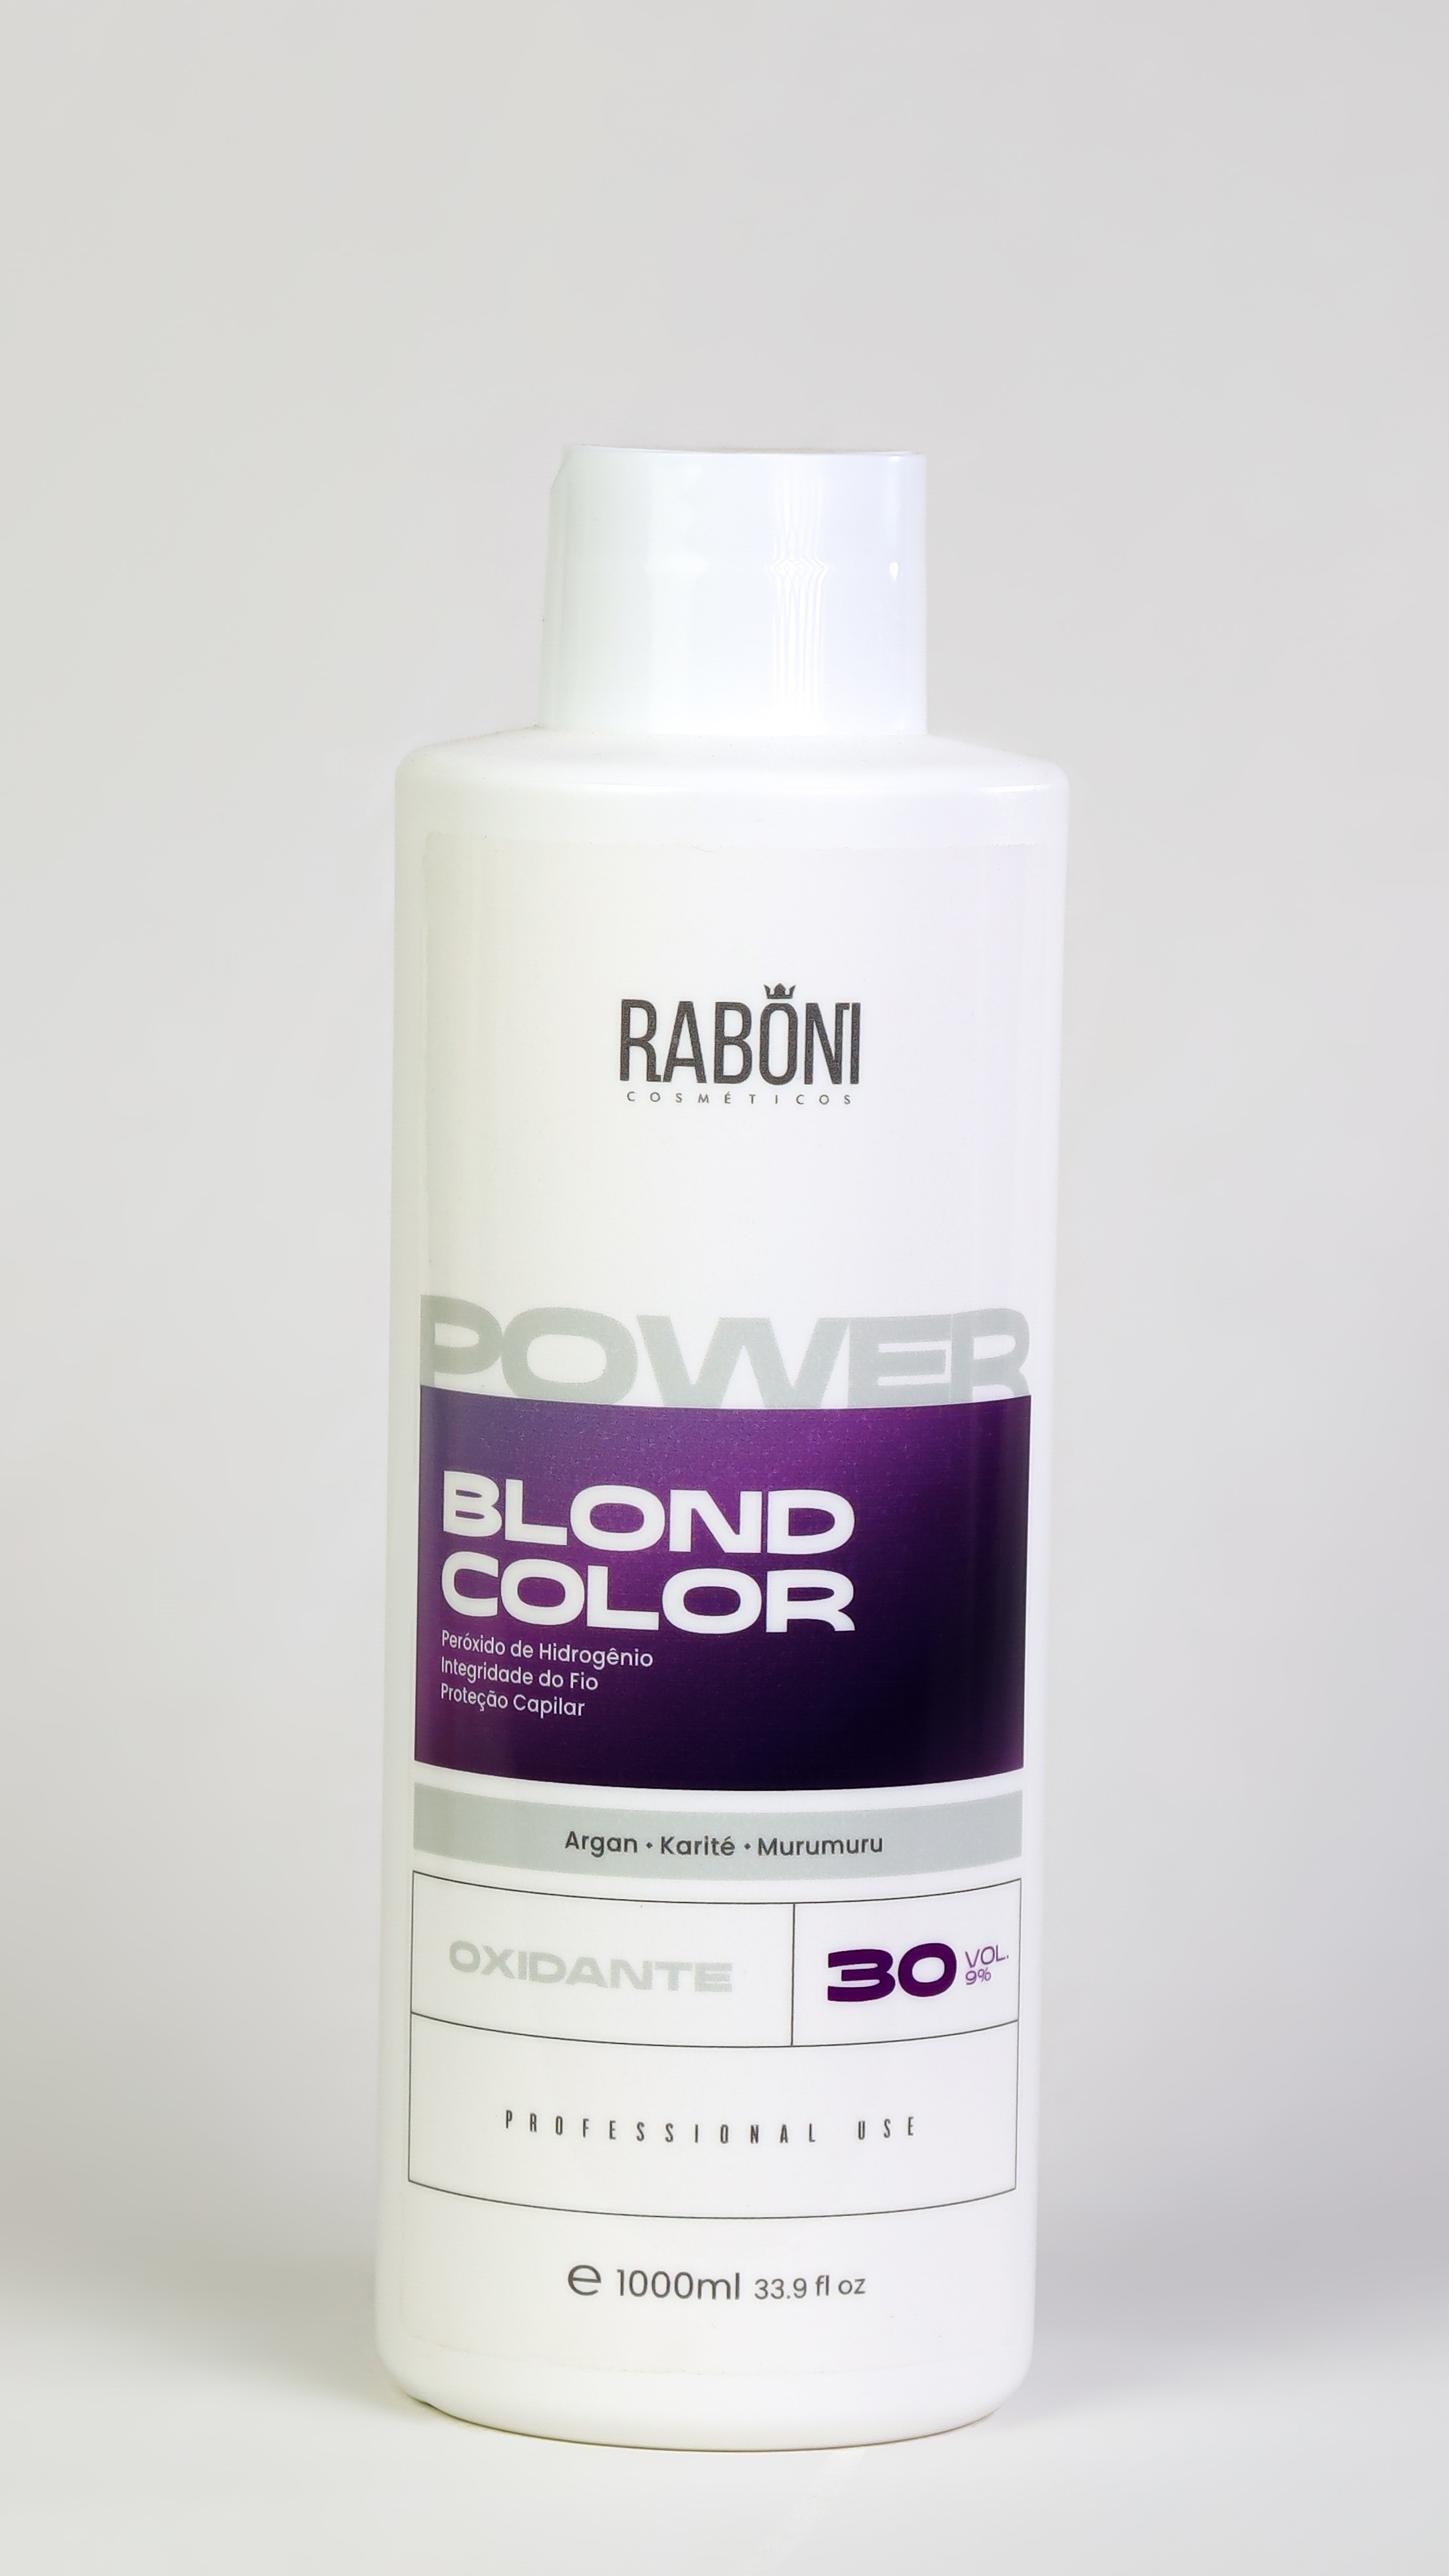 RABONI
COSMÉTICOS
POWER
BLOND
COLOR
Peróxido de Hidrogênio
Integridade do Fio
Proteção Capilar
Argan • Karité • Murumuru
OXIDANTE
30 VOL.
9%
PROFESSIONAL USE
℮ 1000ml 33.9 fl oz